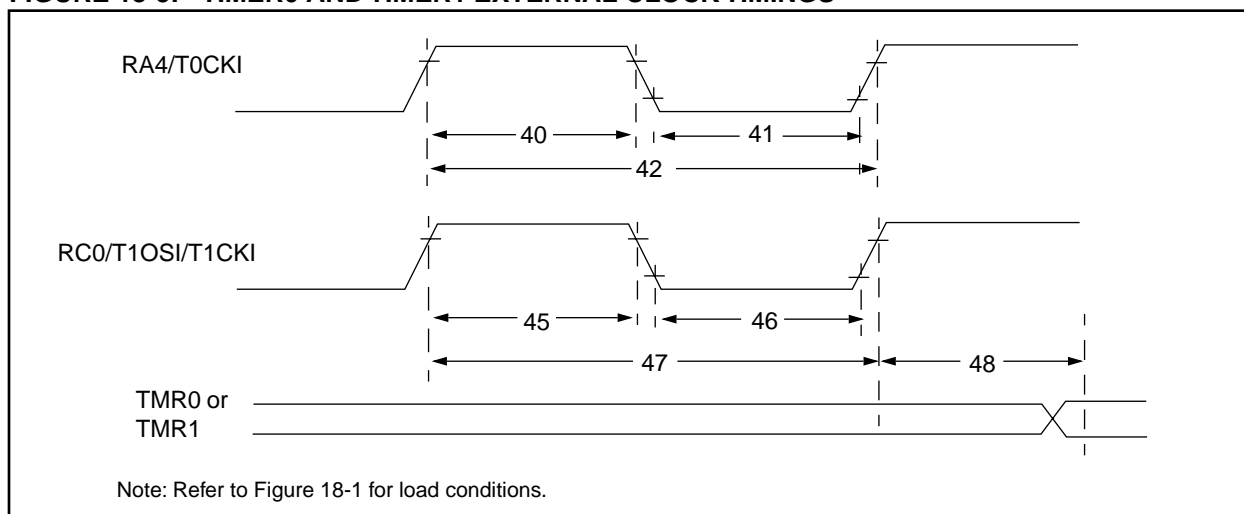 RA4/T0CKI
40
41
42
RC0/T1OSI/T1CKI
45
46
47
48
TMR0 or
TMR1
Note: Refer to Figure 18-1 for load conditions.